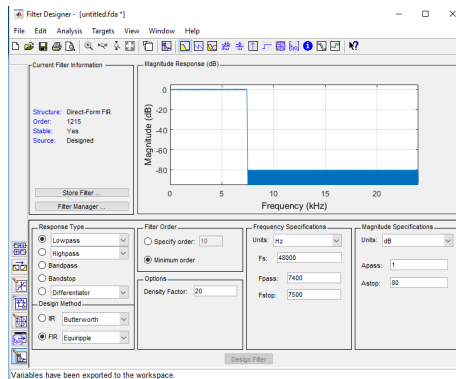 Filter Designer - [untitled.fda *]
File Edit Analysis Targets View Window Help
Current Filter Information
Structure: Direct-Form FIR
Order: 1215
Stable: Yes
Source: Designed
Store Filter ...
Filter Manager ...
Magnitude Response (dB)
Magnitude (dB)
0
-20
-40
-60
-80
0 5 10 15 20
Frequency (kHz)
Response Type
Lowpass
Highpass
Bandpass
Bandstop
Differentiator
Design Method
IIR Butterworth
FIR Equiripple
Filter Order
Specify order: 10
Minimum order
Options
Density Factor: 20
Frequency Specifications
Units: Hz
Fs: 48000
Fpass: 7400
Fstop: 7500
Magnitude Specifications
Units: dB
Apass: 1
Astop: 80
Design Filter
Variables have been exported to the workspace.